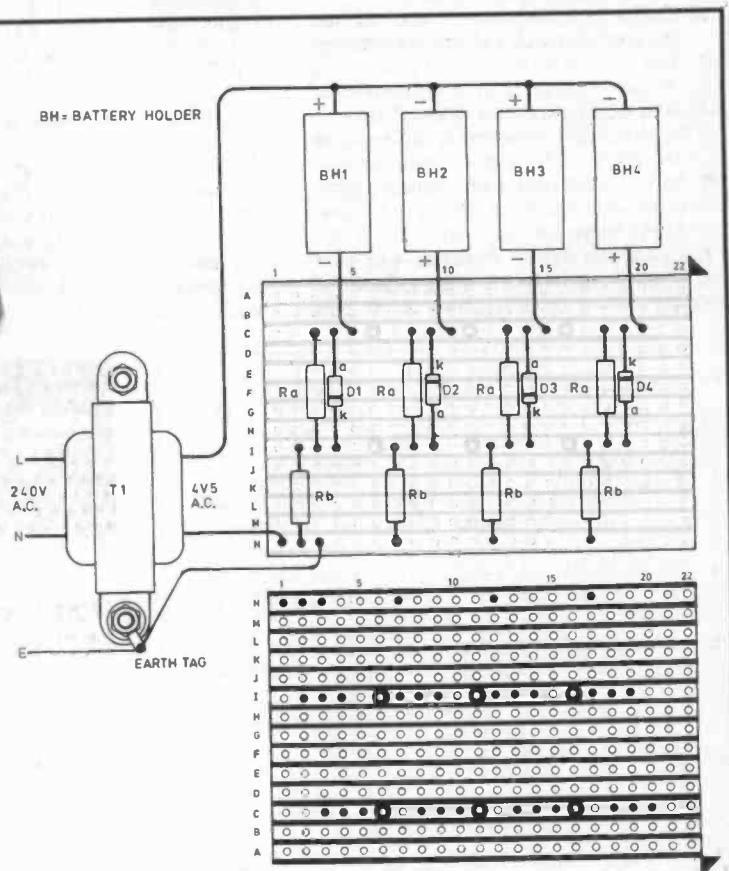 BH= BATTERY HOLDER
+ - + -
BH1 BH2 BH3 BH4
- + - +
1 5 10 15 20 22
A
B
C
D
E
F
G
H
I
J
K
L
M
N
a k a k
Ra D1 Ra D2 Ra D3 Ra D4
k a k a
Rb Rb Rb Rb
L
240V
A.C.
N
T1
4V5
A.C.
E
EARTH TAG
1 5 10 15 20 22
N
M
L
K
J
I
H
G
F
E
D
C
B
A